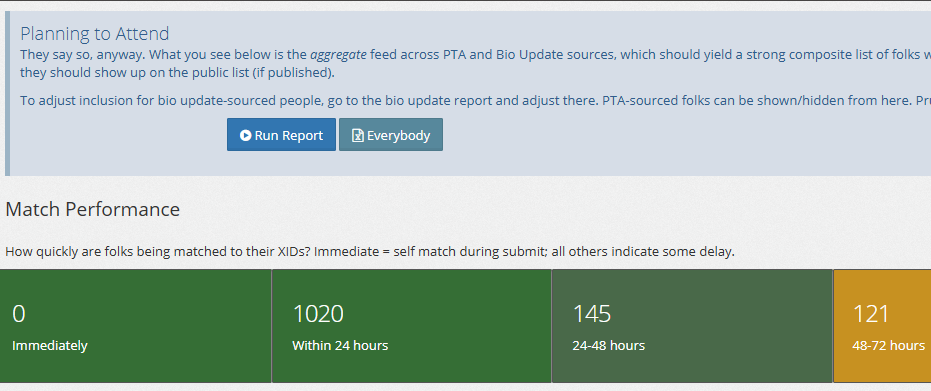 Planning to Attend
They say so, anyway. What you see below is the aggregate feed across PTA and Bio Update sources, which should yield a strong composite list of folks
they should show up on the public list (if published).
To adjust inclusion for bio update-sourced people, go to the bio update report and adjust there. PTA-sourced folks can be shown/hidden from here.
Run Report
Everybody
Match Performance
How quickly are folks being matched to their XIDs? Immediate = self match during submit; all others indicate some delay.
0
1020
145
121
Immediately
Within 24 hours
24-48 hours
48-72 hours